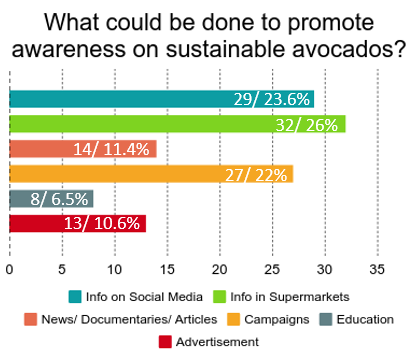 What could be done to promote
awareness on sustainable avocados?
29/ 23.6%
32/ 26%
14/ 11.4%
27/ 22%
8/ 6.5%
13/ 10.6%
0 5 10 15 20 25 30 35
Info on Social Media Info in Supermarkets
News/ Documentaries/ Articles Campaigns Education
Advertisement